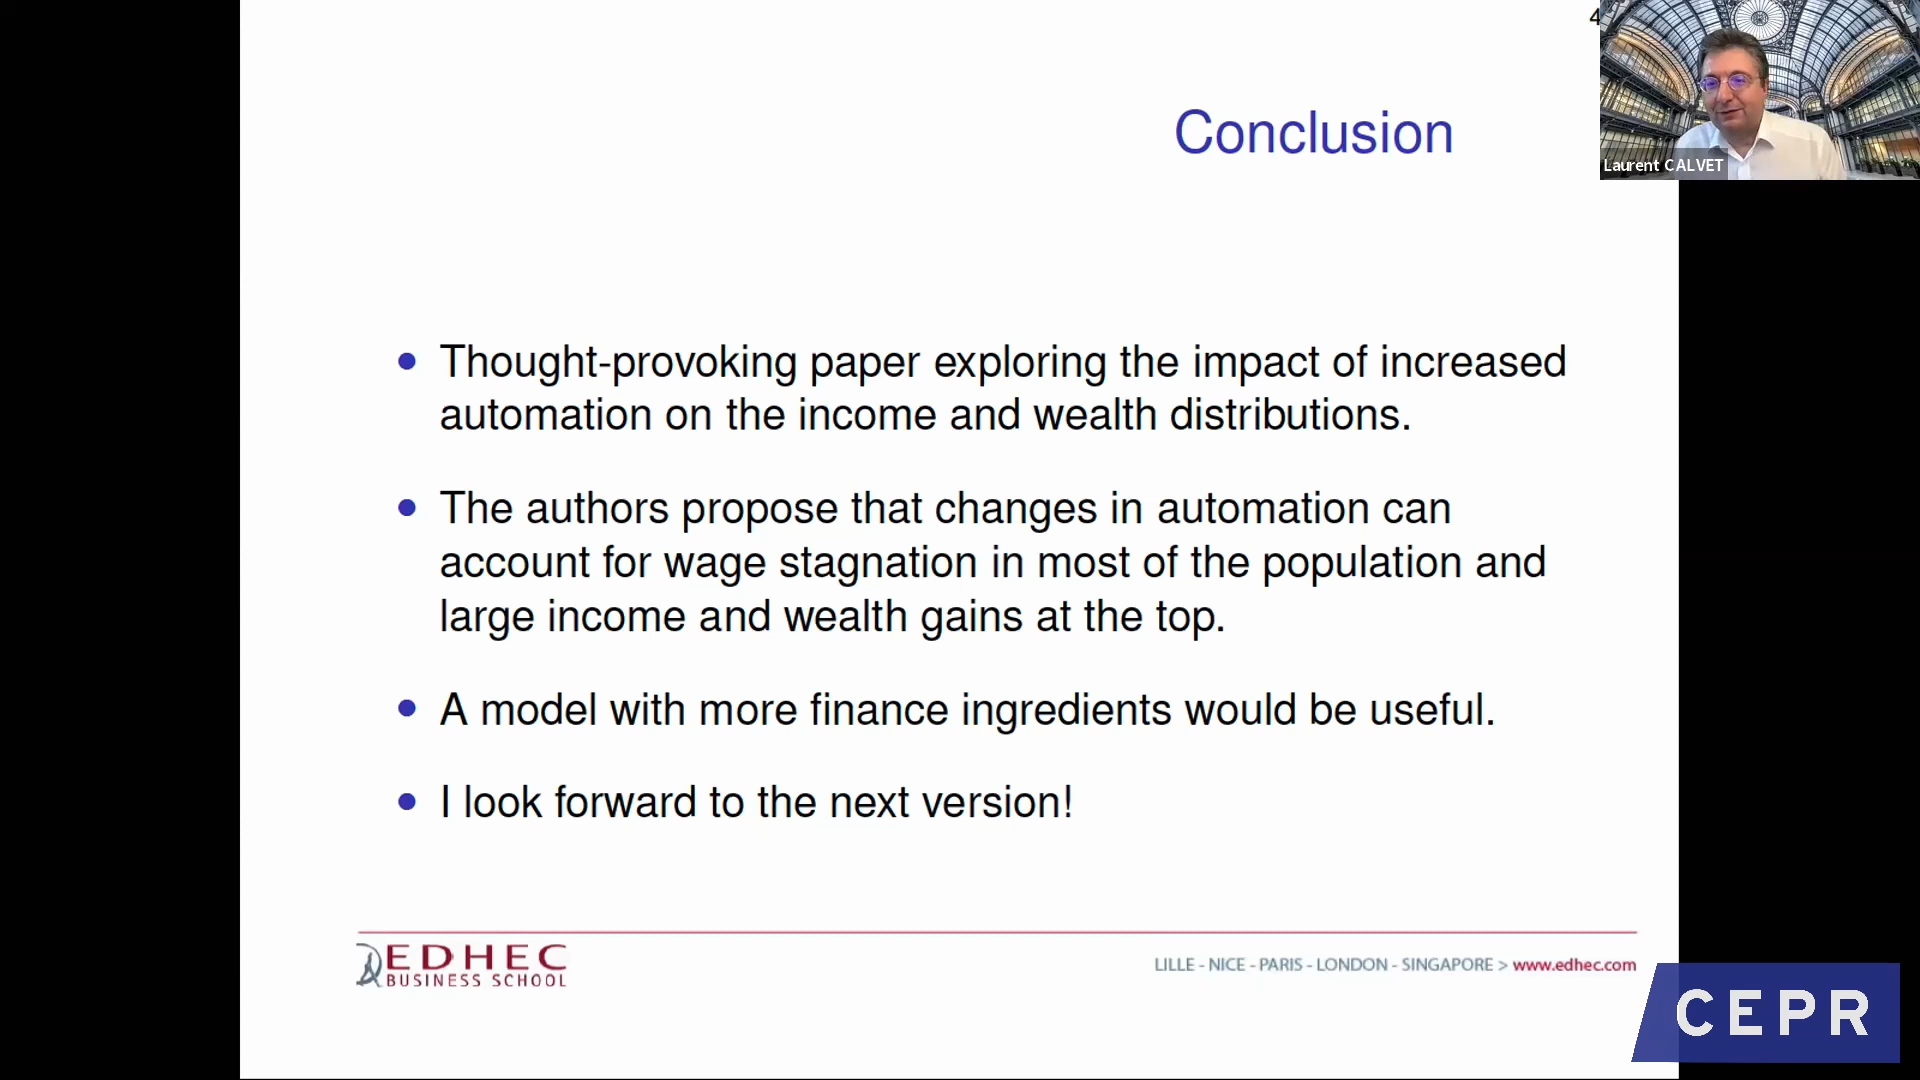 4
Laurent CALVET
Conclusion
• Thought-provoking paper exploring the impact of increased
automation on the income and wealth distributions.
• The authors propose that changes in automation can
account for wage stagnation in most of the population and
large income and wealth gains at the top.
• A model with more finance ingredients would be useful.
• I look forward to the next version!
EDHEC
BUSINESS SCHOOL
LILLE - NICE - PARIS - LONDON - SINGAPORE > www.edhec.com
CEPR